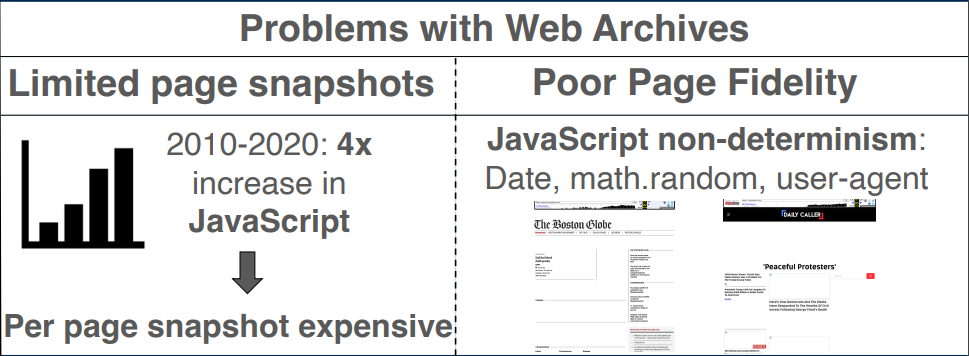 Problems with Web Archives
Limited page snapshots
2010-2020: 4x
increase in
JavaScript
Per page snapshot expensive
Poor Page Fidelity
JavaScript non-determinism:
Date, math.random, user-agent
The Boston Globe
DAILY CALLER
'Peaceful Protesters'